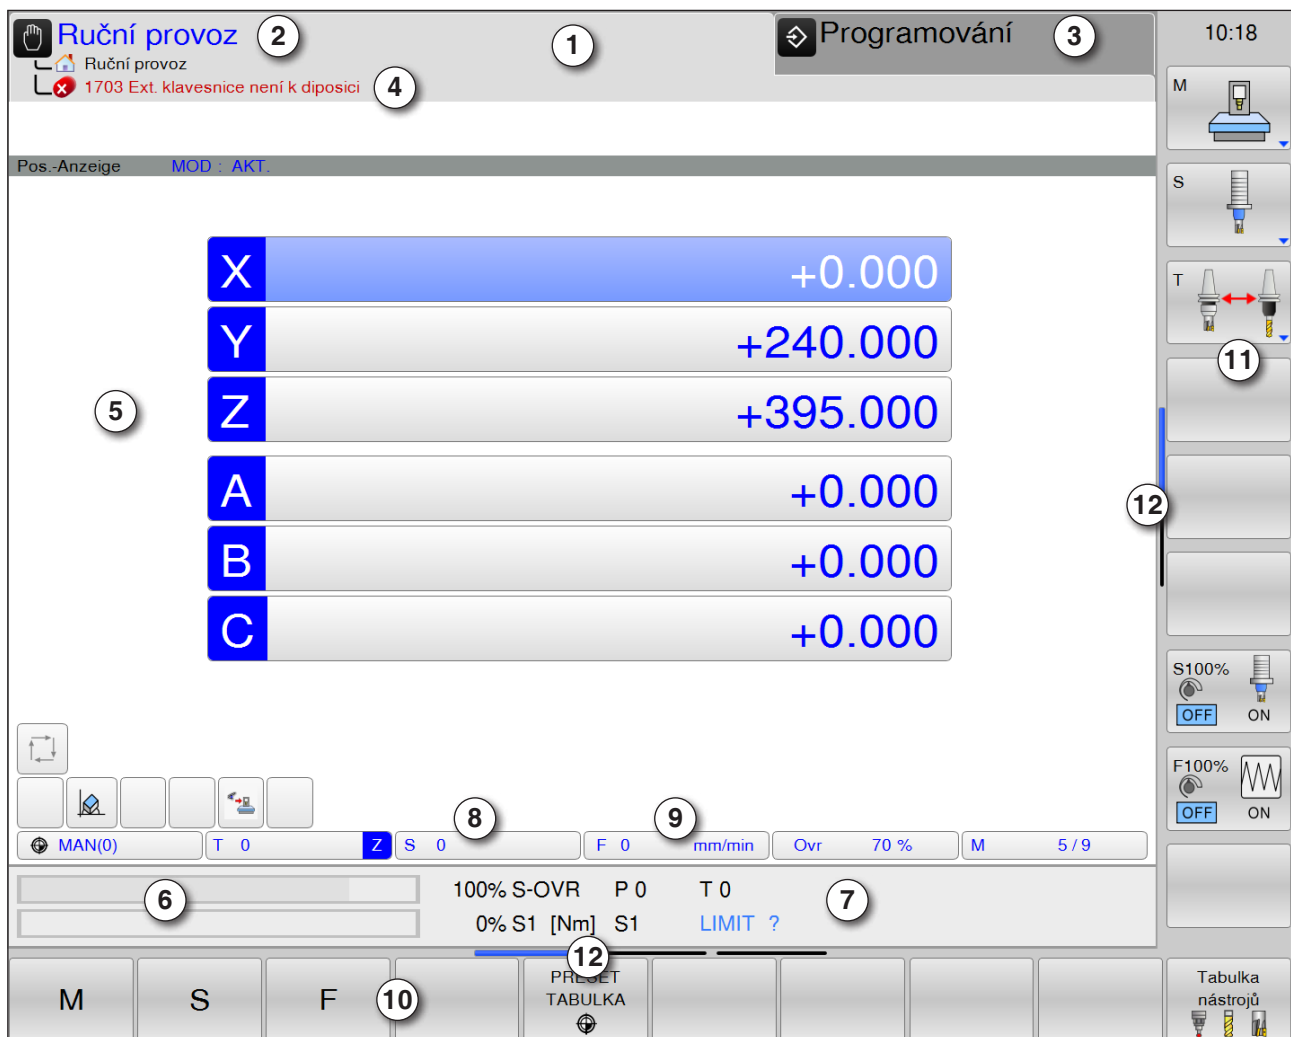 Ruční provoz 2
1
Programování 3
10:18
Ruční provoz
1703 Ext. klavesnice není k diposici 4
M
Pos.-Anzeige MOD : AKT.
S
X +0.000
T
Y +240.000
11
Z +395.000
5
A +0.000
12
B +0.000
C +0.000
S100%
OFF ON
F100%
OFF ON
8
9
MAN(0) T 0 Z S 0 F 0 mm/min Ovr 70 % M 5 / 9
6
100% S-OVR P 0 T 0
7
0% S1 [Nm] S1 LIMIT ?
12
M S F 10
PRESET
TABULKA
Tabulka
nástrojů